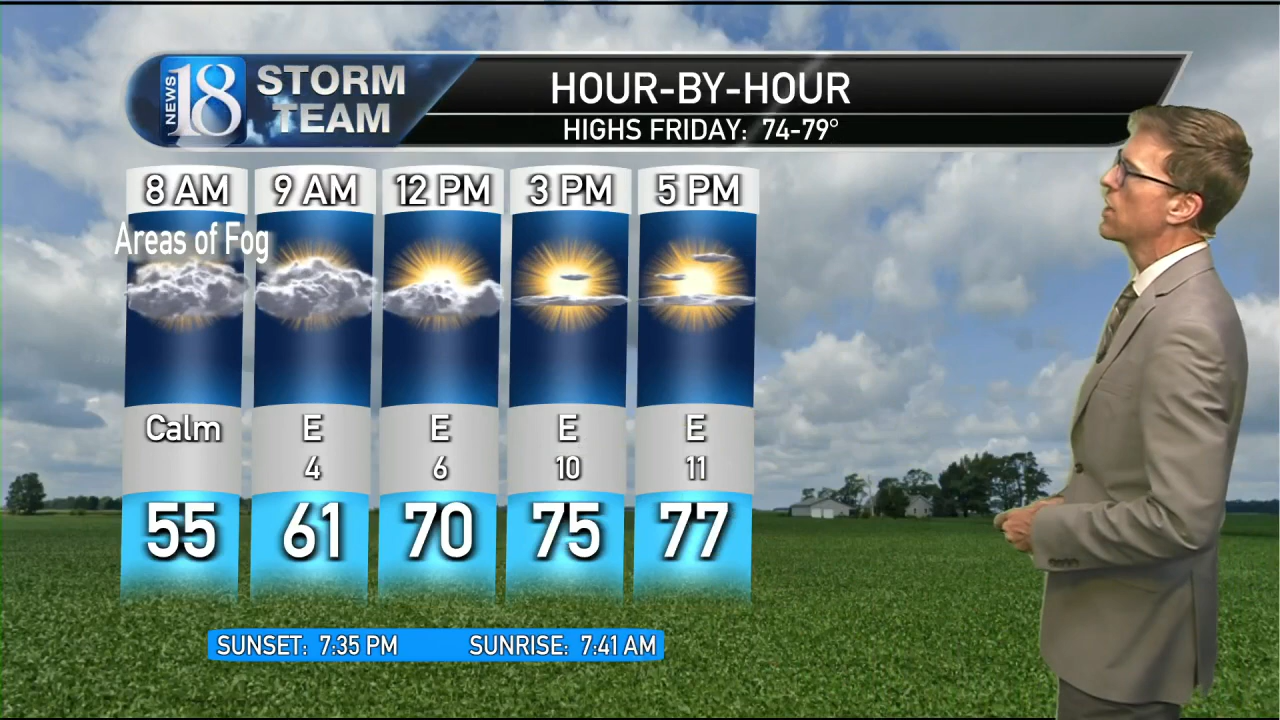 NEWS 18
STORM
TEAM
HOUR-BY-HOUR
HIGHS FRIDAY: 74-79°
8 AM 9 AM 12 PM 3 PM 5 PM
Areas of Fog
Calm E E E E
4 6 10 11
55 61 70 75 77
SUNSET: 7:35 PM SUNRISE: 7:41 AM